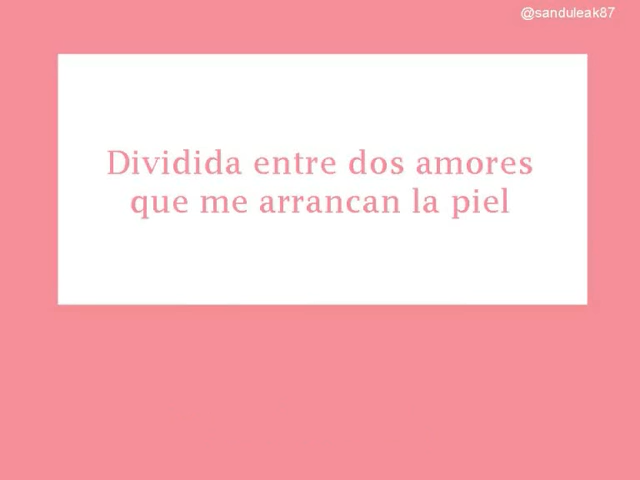 @sanduleak87
Dividida entre dos amores
que me arrancan la piel